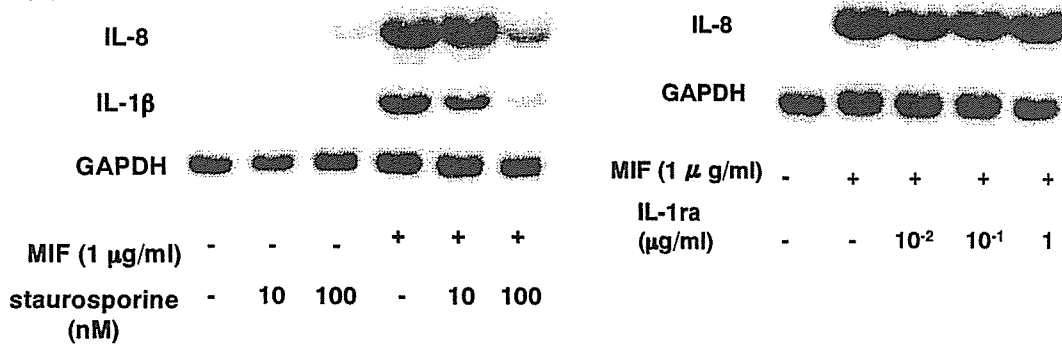 IL-8
IL-1β
GAPDH
MIF (1 μg/ml) - - - + + +
staurosporine - 10 100 - 10 100
(nM)
IL-8
GAPDH
MIF (1 μ g/ml) - + + + +
IL-1ra
(μg/ml) - - 10⁻² 10⁻¹ 1